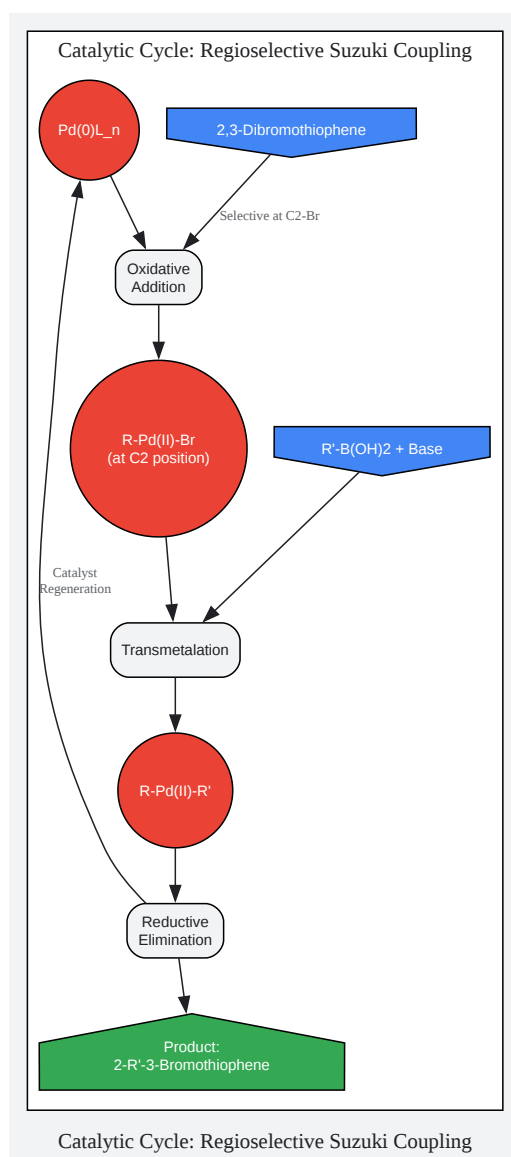 Catalytic Cycle: Regioselective Suzuki Coupling
Pd(0)L_n
2,3-Dibromothiophene
Selective at C2-Br
Oxidative
Addition
R-Pd(II)-Br
(at C2 position)
R'-B(OH)2 + Base
Catalyst
Regeneration
Transmetalation
R-Pd(II)-R'
Reductive
Elimination
Product:
2-R'-3-Bromothiophene
Catalytic Cycle: Regioselective Suzuki Coupling